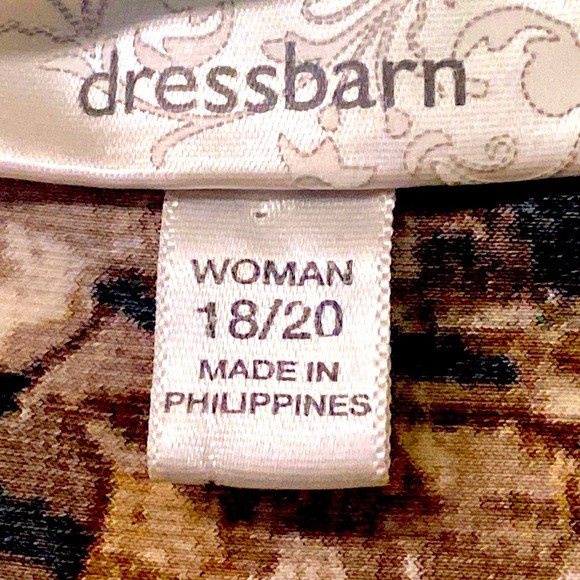 dressbarn
WOMAN
18/20
MADE IN
PHILIPPINES